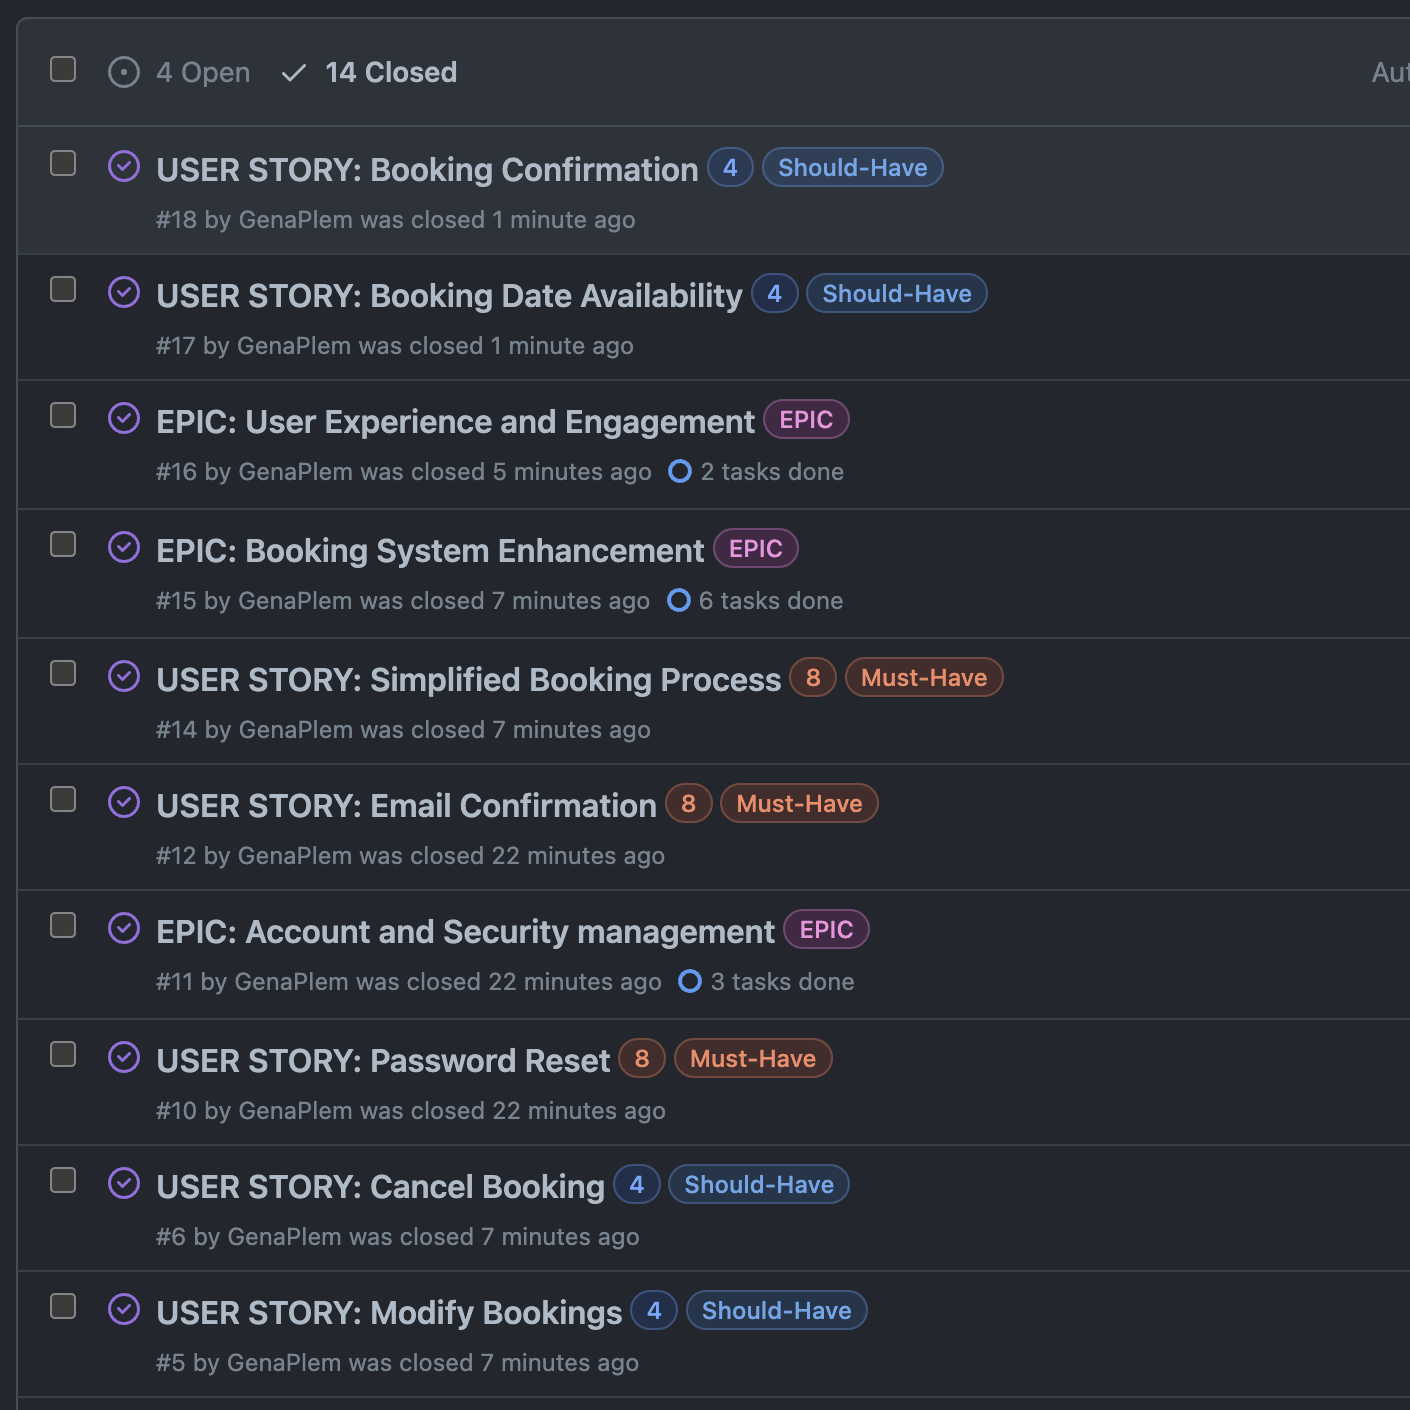 4 Open 14 Closed Aut
USER STORY: Booking Confirmation 4 Should-Have
#18 by GenaPlem was closed 1 minute ago
USER STORY: Booking Date Availability 4 Should-Have
#17 by GenaPlem was closed 1 minute ago
EPIC: User Experience and Engagement EPIC
#16 by GenaPlem was closed 5 minutes ago 2 tasks done
EPIC: Booking System Enhancement EPIC
#15 by GenaPlem was closed 7 minutes ago 6 tasks done
USER STORY: Simplified Booking Process 8 Must-Have
#14 by GenaPlem was closed 7 minutes ago
USER STORY: Email Confirmation 8 Must-Have
#12 by GenaPlem was closed 22 minutes ago
EPIC: Account and Security management EPIC
#11 by GenaPlem was closed 22 minutes ago 3 tasks done
USER STORY: Password Reset 8 Must-Have
#10 by GenaPlem was closed 22 minutes ago
USER STORY: Cancel Booking 4 Should-Have
#6 by GenaPlem was closed 7 minutes ago
USER STORY: Modify Bookings 4 Should-Have
#5 by GenaPlem was closed 7 minutes ago